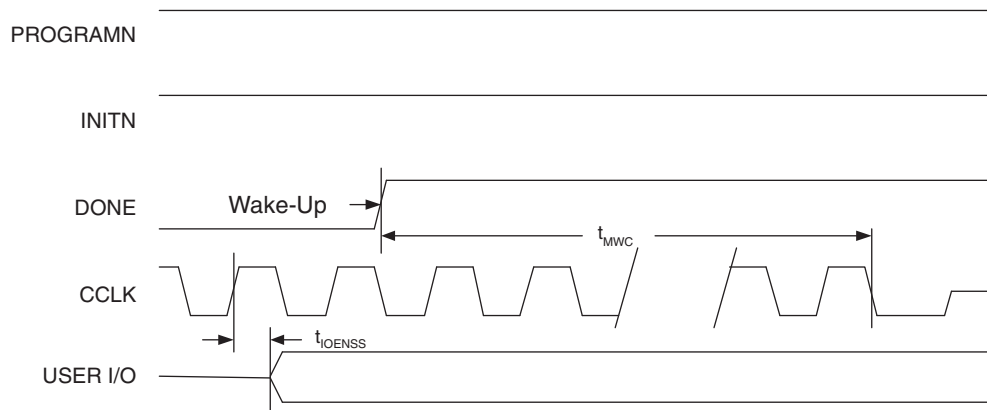 PROGRAMN
INITN
DONE
Wake-Up
tMWC
CCLK
tIOENSS
USER I/O